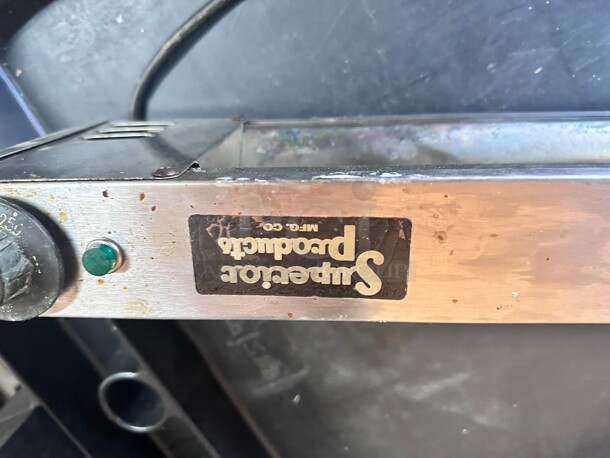 Superior
products
MFG. CO.